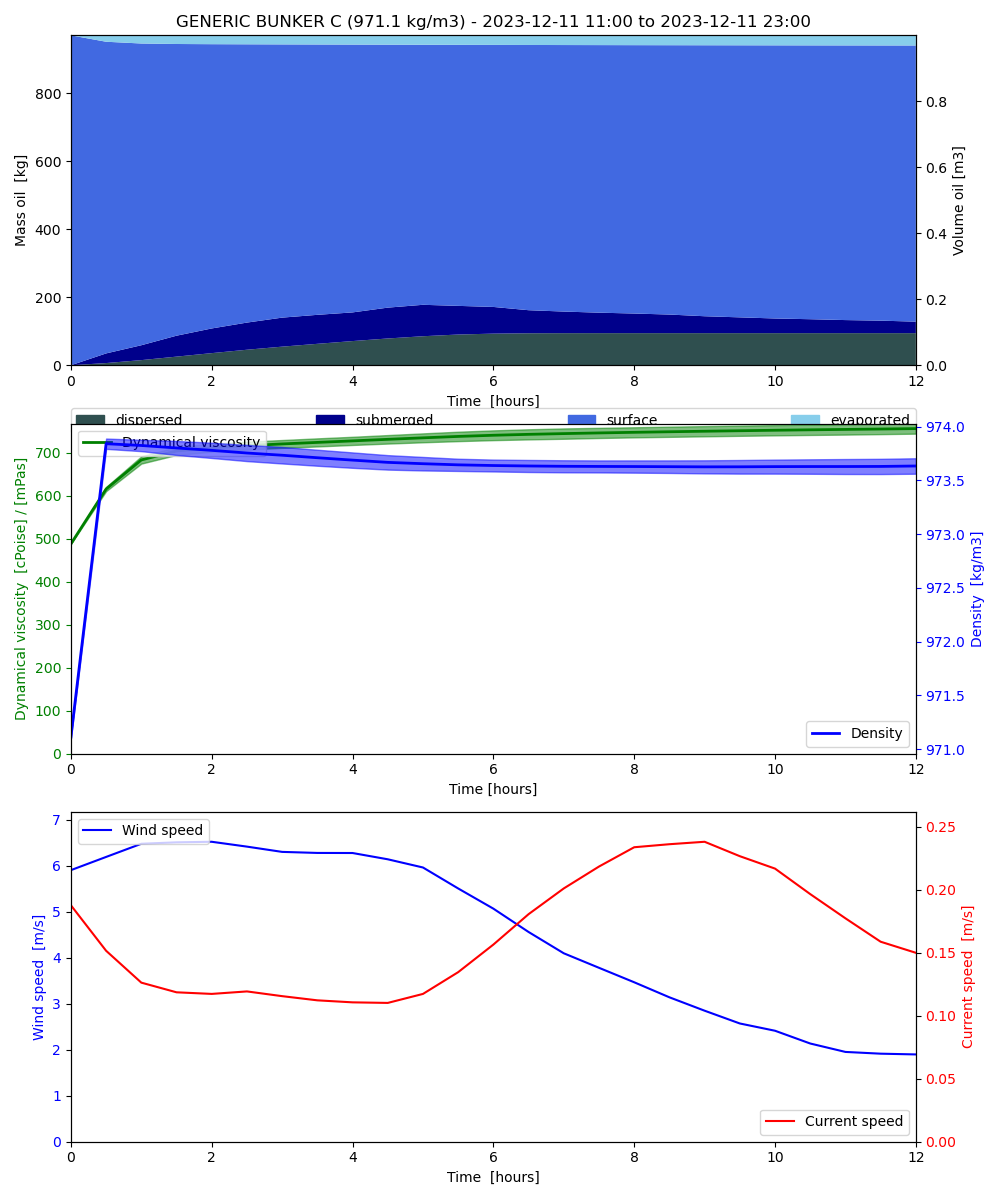 GENERIC BUNKER C (971.1 kg/m3) - 2023-12-11 11:00 to 2023-12-11 23:00
Mass oil [kg]
800
600
400
200
0
Volume oil [m3]
0.8
0.6
0.4
0.2
0.0
0 2 4 6 8 10 12
Time [hours]
dispersed submerged surface evaporated
Dynamical viscosity
Dynamical viscosity [cPoise] / [mPas]
700
600
500
400
300
200
100
0
Density [kg/m3]
974.0
973.5
973.0
972.5
972.0
971.5
971.0
Density
0 2 4 6 8 10 12
Time [hours]
Wind speed
Wind speed [m/s]
7
6
5
4
3
2
1
0
Current speed [m/s]
0.25
0.20
0.15
0.10
0.05
0.00
Current speed
0 2 4 6 8 10 12
Time [hours]